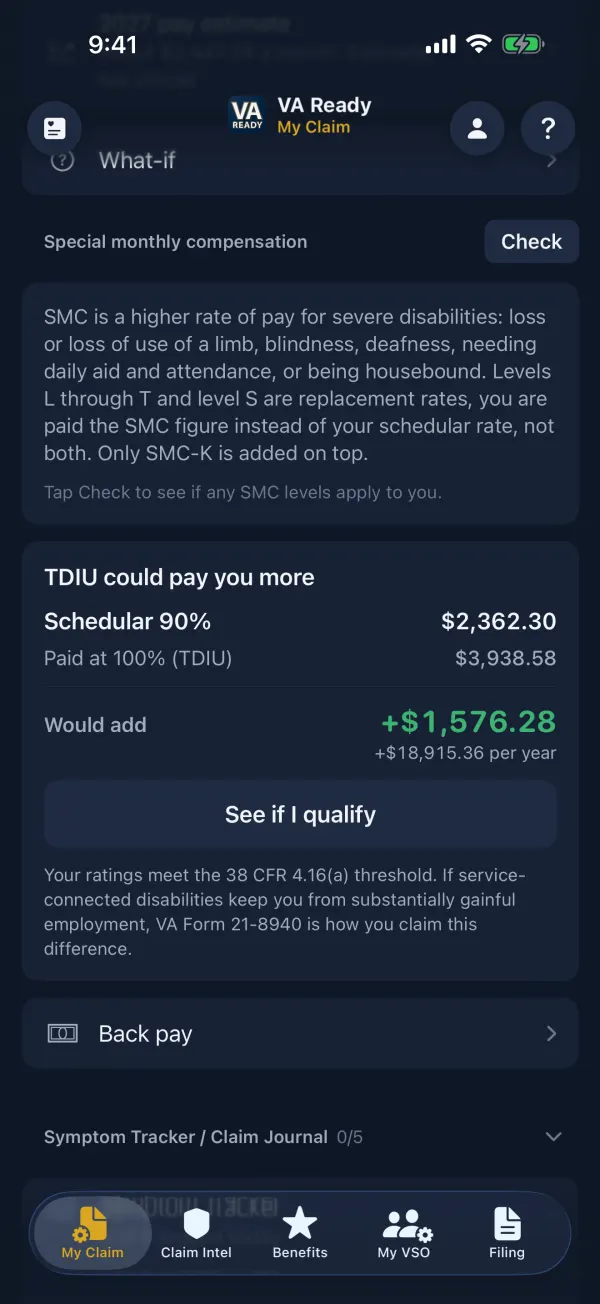 2027 pay estimate
9:41
VA
READY
VA Ready
My Claim
?
What-if
Special monthly compensation
Check
SMC is a higher rate of pay for severe disabilities: loss
or loss of use of a limb, blindness, deafness, needing
daily aid and attendance, or being housebound. Levels
L through T and level S are replacement rates, you are
paid the SMC figure instead of your schedular rate, not
both. Only SMC-K is added on top.
Tap Check to see if any SMC levels apply to you.
TDIU could pay you more
Schedular 90%
$2,362.30
Paid at 100% (TDIU)
$3,938.58
Would add
+$1,576.28
+$18,915.36 per year
See if I qualify
Your ratings meet the 38 CFR 4.16(a) threshold. If service-
connected disabilities keep you from substantially gainful
employment, VA Form 21-8940 is how you claim this
difference.
Back pay
Symptom Tracker / Claim Journal 0/5
My Claim
Claim Intel
Benefits
My VSO
Filing